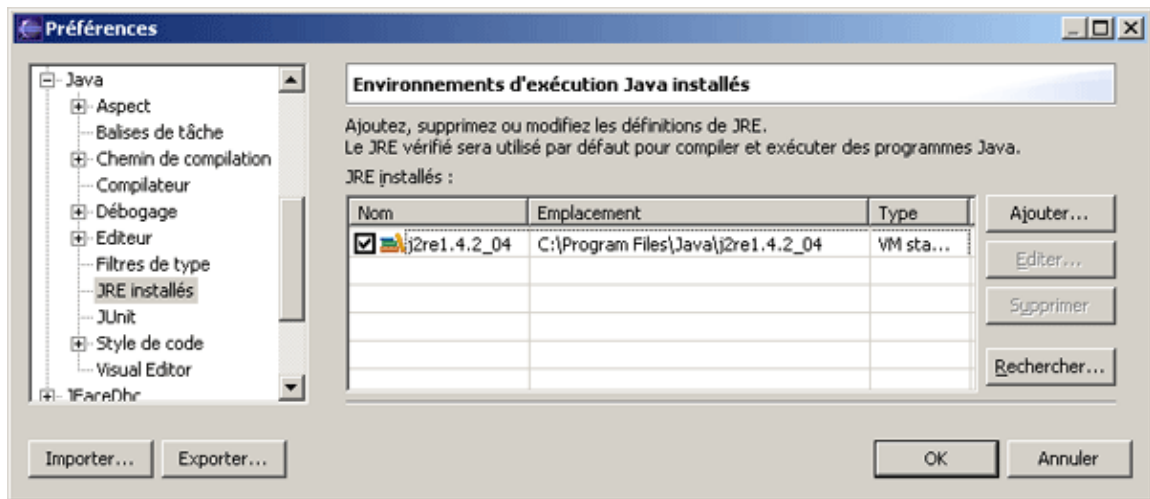 Préférences
Java
Aspect
Balises de tâche
Chemin de compilation
Compilateur
Débogage
Editeur
Filtres de type
JRE installés
JUnit
Style de code
Visual Editor
JFaceDbc
Environnements d'exécution Java installés
Ajoutez, supprimez ou modifiez les définitions de JRE.
Le JRE vérifié sera utilisé par défaut pour compiler et exécuter des programmes Java.
JRE installés :
Nom Emplacement Type
j2re1.4.2_04 C:\Program Files\Java\j2re1.4.2_04 VM sta...
Ajouter...
Editer...
Supprimer
Rechercher...
Importer... Exporter... OK Annuler